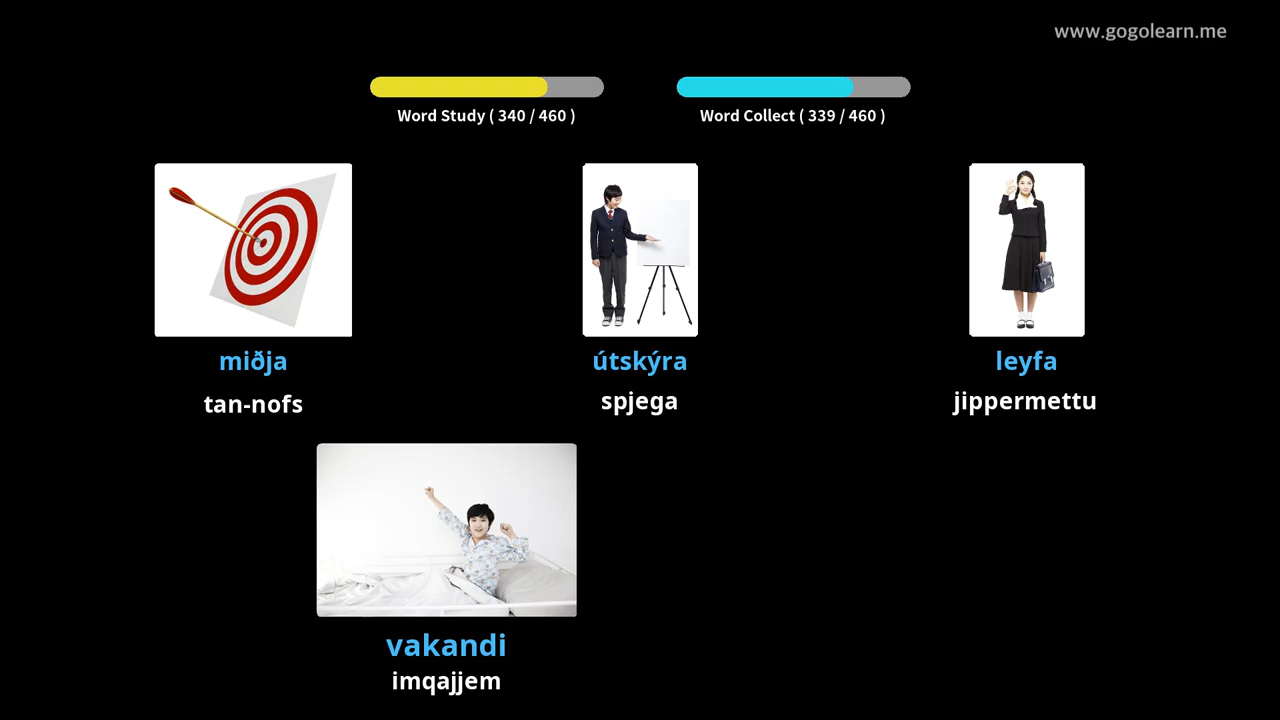 www.gogolearn.me
Word Study ( 340 / 460 )
Word Collect ( 339 / 460 )
miðja
útskýra
leyfa
tan-nofs
spjega
jippermettu
vakandi
imqajjem